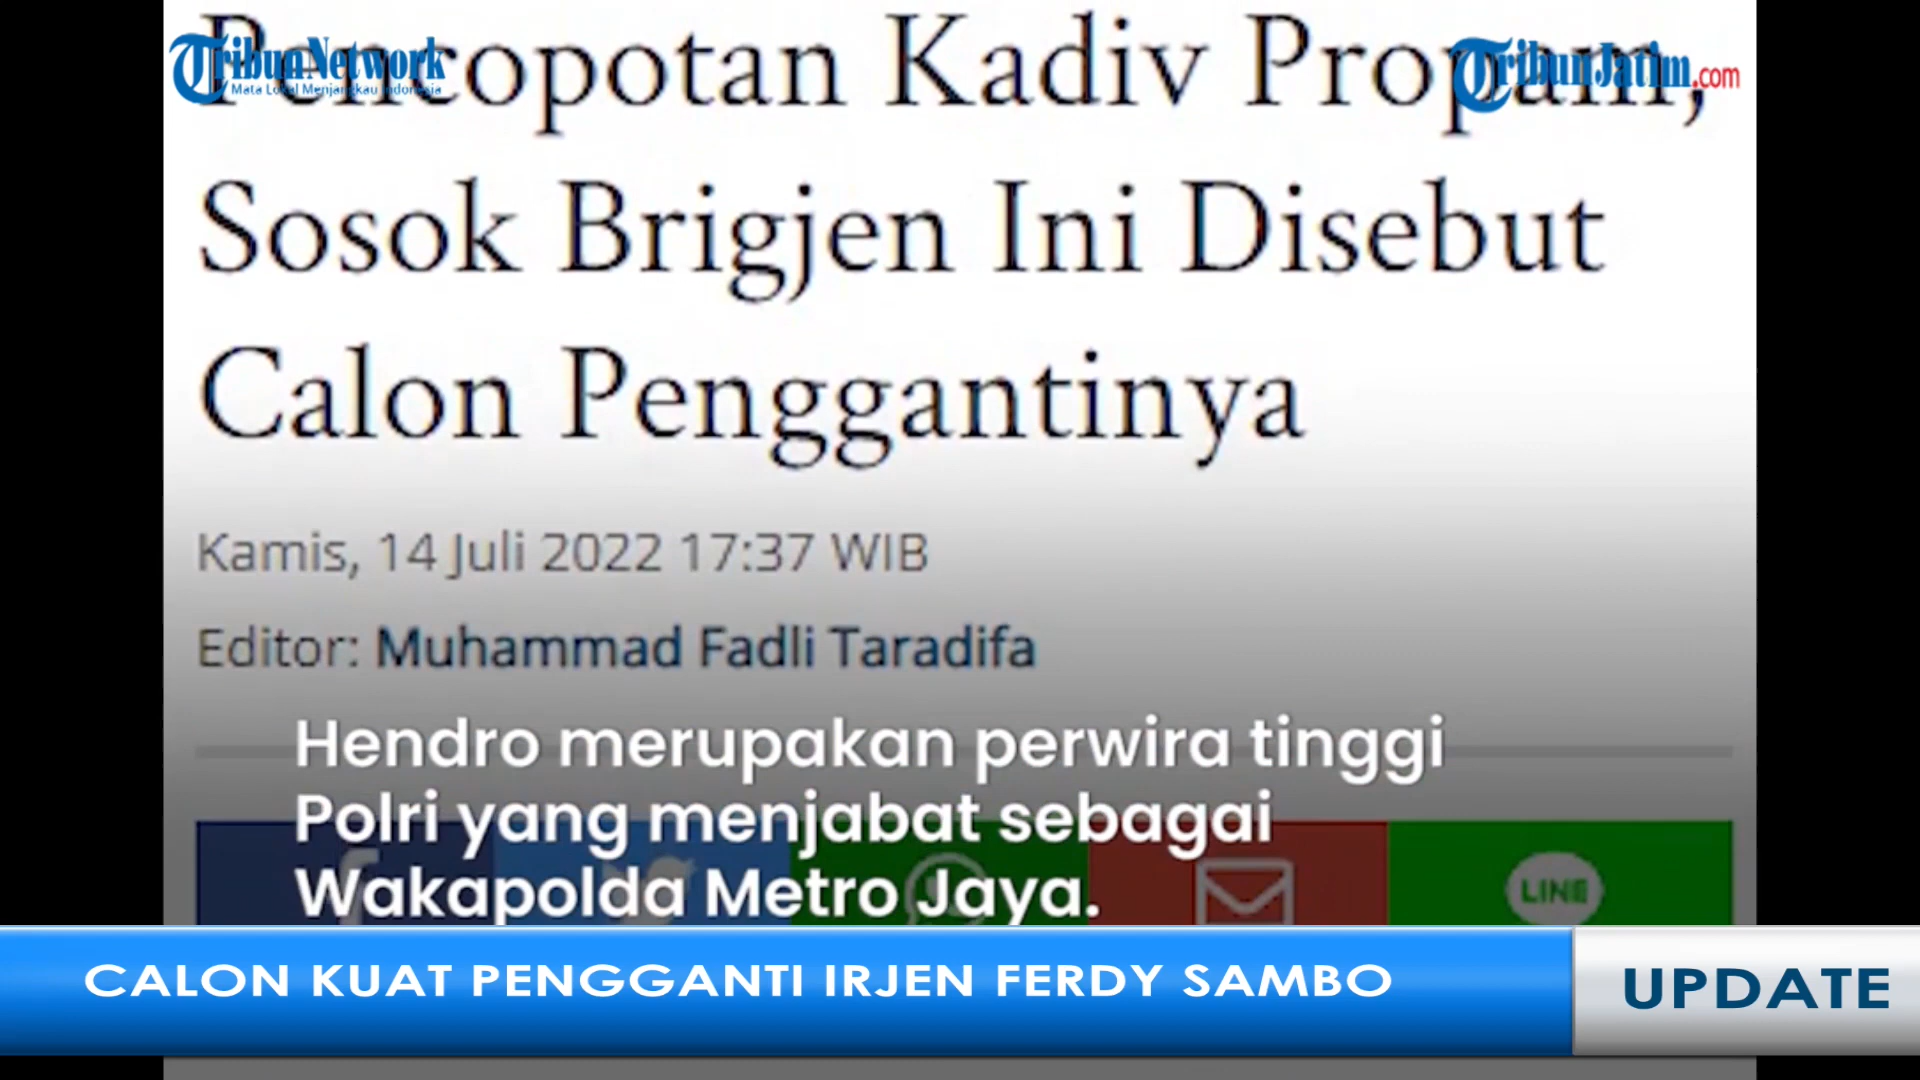 TribunNetwork
Mata Lokal Menjangkau Indonesia
TribunJatim.com
Pencopotan Kadiv Propam,
Sosok Brigjen Ini Disebut
Calon Penggantinya
Kamis, 14 Juli 2022 17:37 WIB
Editor: Muhammad Fadli Taradifa
Hendro merupakan perwira tinggi
Polri yang menjabat sebagai
Wakapolda Metro Jaya.
LINE
CALON KUAT PENGGANTI IRJEN FERDY SAMBO
UPDATE